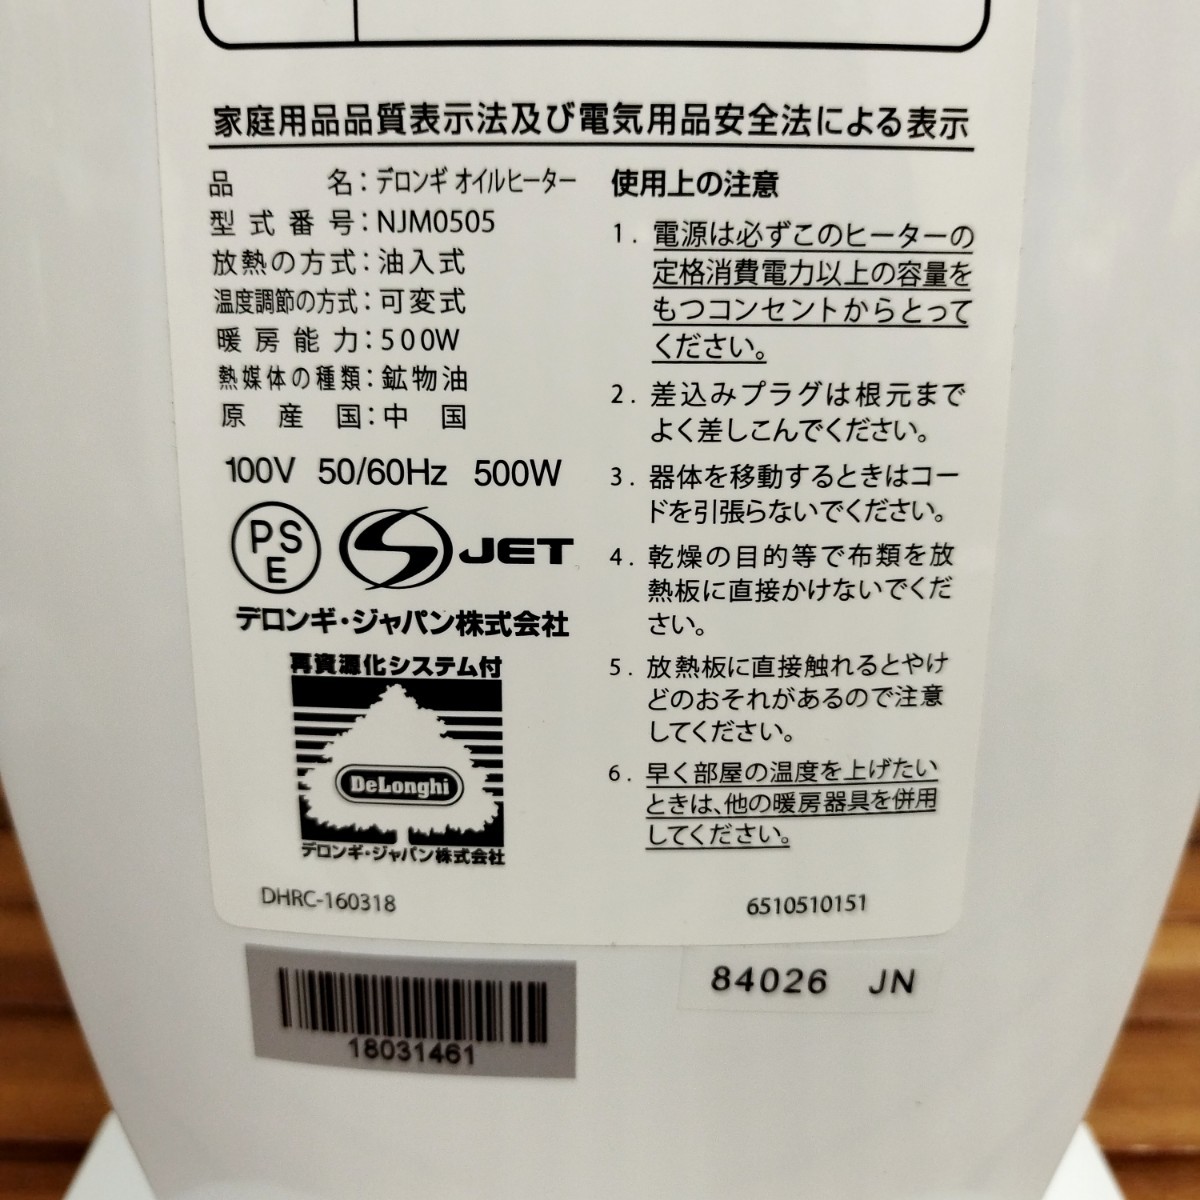 家庭用品品質表示法及び電気用品安全法による表示
品名：デロンギ オイルヒーター
型式番号：NJM0505
放熱の方式：油入式
温度調節の方式：可変式
暖房能力：500W
熱媒体の種類：鉱物油
原産国：中国
100V 50/60Hz 500W
PS
E
JET
デロンギ・ジャパン株式会社
再資源化システム付
DeLonghi
デロンギ・ジャパン株式会社
DHRC-160318
使用上の注意
1. 電源は必ずこのヒーターの
定格消費電力以上の容量を
もつコンセントからとって
ください。
2. 差込みプラグは根元まで
よく差しこんでください。
3. 器体を移動するときはコー
ドを引張らないでください。
4. 乾燥の目的等で布類を放
熱板に直接かけないでくだ
さい。
5. 放熱板に直接触れるとやけ
どのおそれがあるので注意
してください。
6. 早く部屋の温度を上げたい
ときは、他の暖房器具を併用
してください。
6510510151
18031461
84026 JN